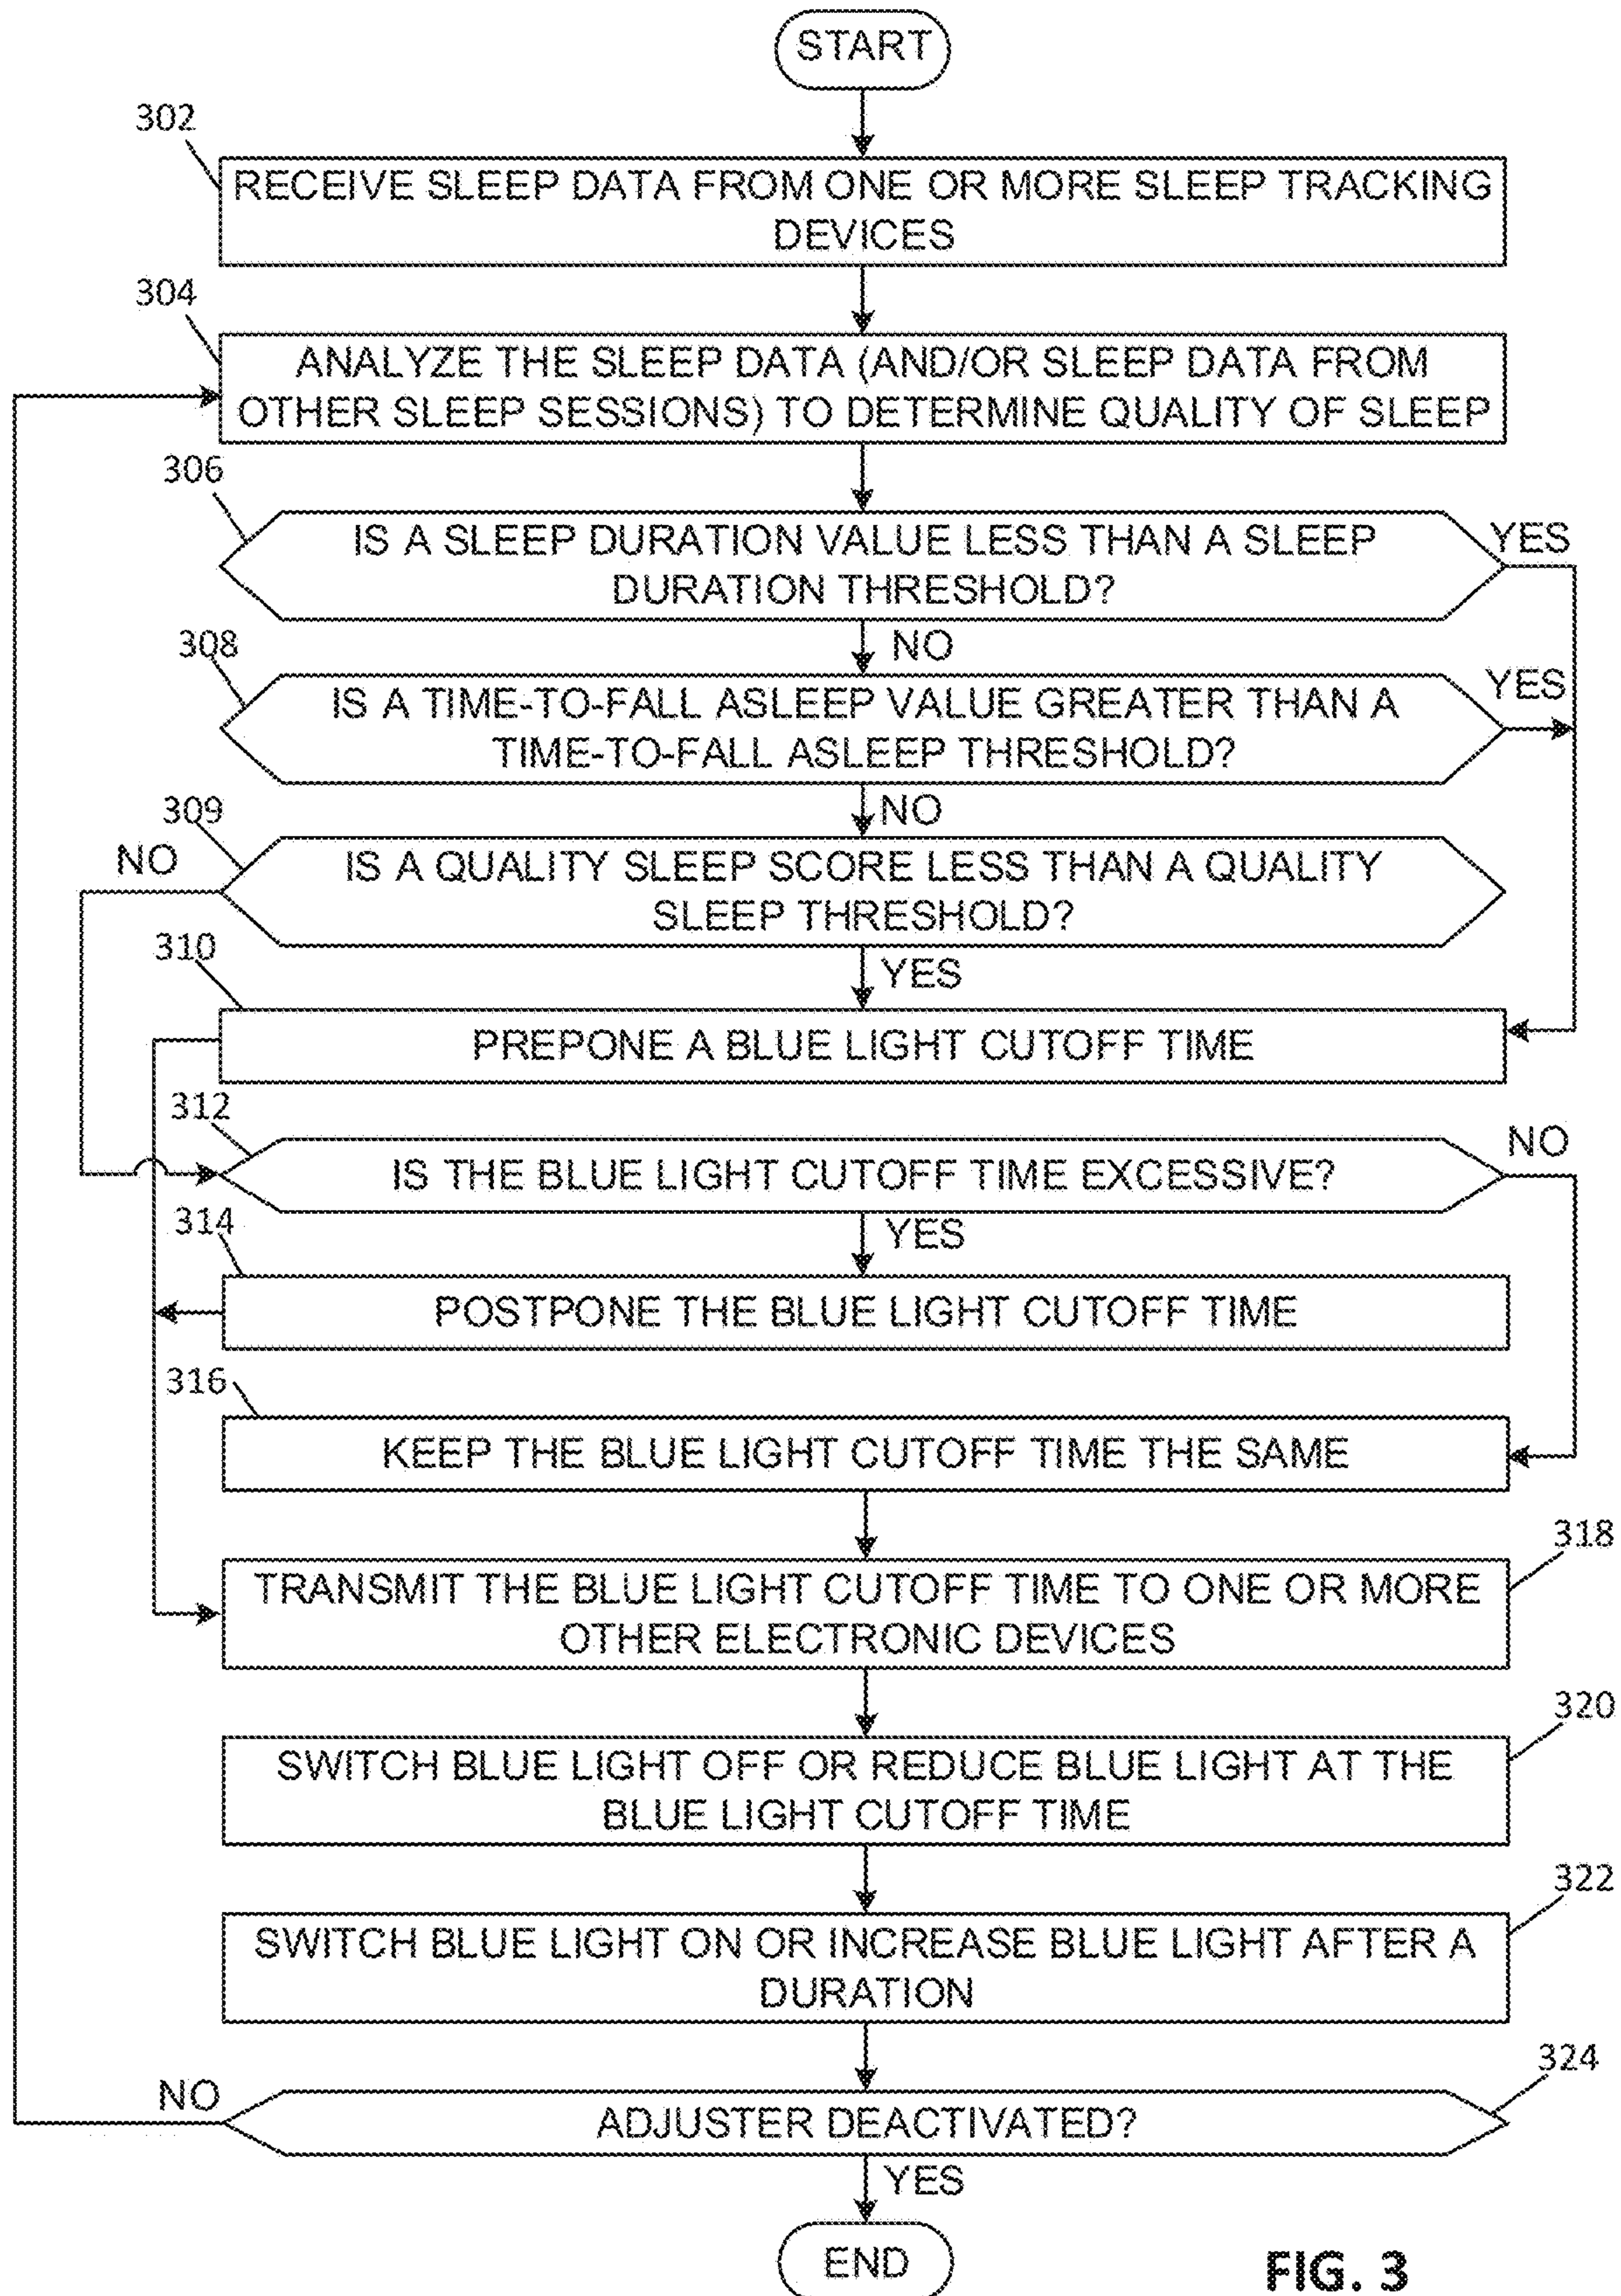 START
302
RECEIVE SLEEP DATA FROM ONE OR MORE SLEEP TRACKING
DEVICES
304
ANALYZE THE SLEEP DATA (AND/OR SLEEP DATA FROM
OTHER SLEEP SESSIONS) TO DETERMINE QUALITY OF SLEEP
306
IS A SLEEP DURATION VALUE LESS THAN A SLEEP
DURATION THRESHOLD?
YES
NO
308
IS A TIME-TO-FALL ASLEEP VALUE GREATER THAN A
TIME-TO-FALL ASLEEP THRESHOLD?
YES
NO
309
NO
IS A QUALITY SLEEP SCORE LESS THAN A QUALITY
SLEEP THRESHOLD?
YES
310
PREPONE A BLUE LIGHT CUTOFF TIME
312
IS THE BLUE LIGHT CUTOFF TIME EXCESSIVE?
NO
YES
314
POSTPONE THE BLUE LIGHT CUTOFF TIME
316
KEEP THE BLUE LIGHT CUTOFF TIME THE SAME
318
TRANSMIT THE BLUE LIGHT CUTOFF TIME TO ONE OR MORE
OTHER ELECTRONIC DEVICES
320
SWITCH BLUE LIGHT OFF OR REDUCE BLUE LIGHT AT THE
BLUE LIGHT CUTOFF TIME
322
SWITCH BLUE LIGHT ON OR INCREASE BLUE LIGHT AFTER A
DURATION
324
NO
ADJUSTER DEACTIVATED?
YES
END
FIG. 3